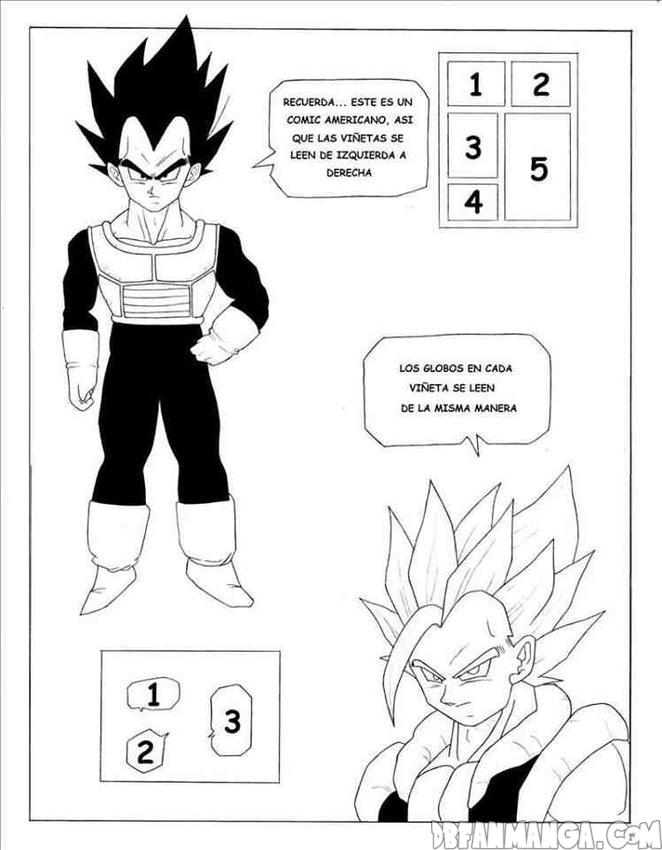 RECUERDA... ESTE ES UN
COMIC AMERICANO, ASI
QUE LAS VIÑETAS SE
LEEN DE IZQUIERDA A
DERECHA
1 2
3
5
4
LOS GLOBOS EN CADA
VIÑETA SE LEEN
DE LA MISMA MANERA
1
3
2
DBFANMANGA.COM